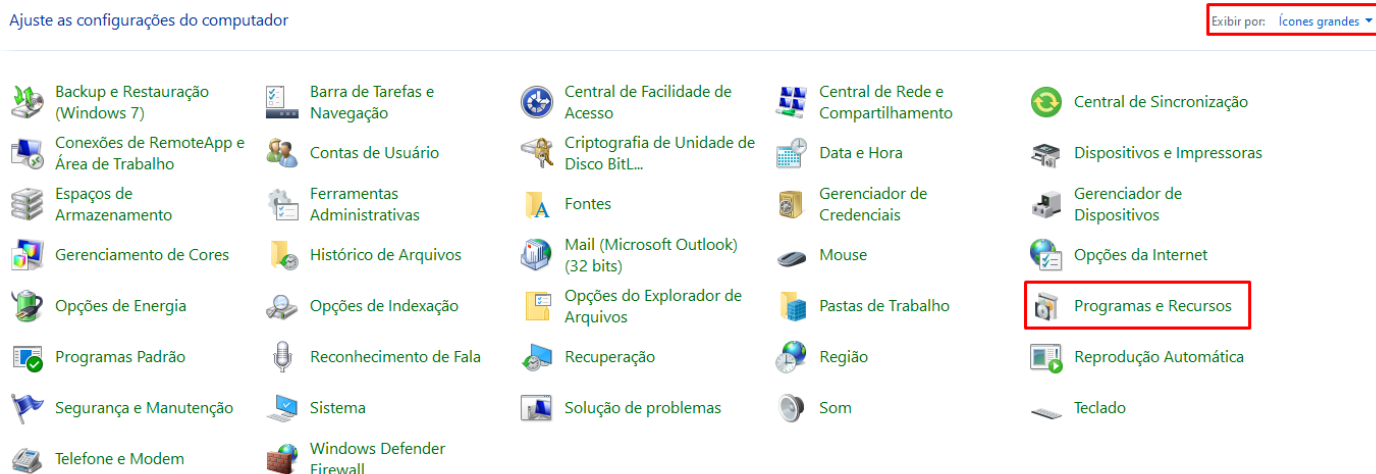 Ajuste as configurações do computador
Exibir por: Ícones grandes
Backup e Restauração
(Windows 7)
Barra de Tarefas e
Navegação
Central de Facilidade de
Acesso
Central de Rede e
Compartilhamento
Central de Sincronização
Conexões de RemoteApp e
Área de Trabalho
Contas de Usuário
Criptografia de Unidade de
Disco BitL...
Data e Hora
Dispositivos e Impressoras
Espaços de
Armazenamento
Ferramentas
Administrativas
Fontes
Gerenciador de
Credenciais
Gerenciador de
Dispositivos
Gerenciamento de Cores
Histórico de Arquivos
Mail (Microsoft Outlook)
(32 bits)
Mouse
Opções da Internet
Opções de Energia
Opções de Indexação
Opções do Explorador de
Arquivos
Pastas de Trabalho
Programas e Recursos
Programas Padrão
Reconhecimento de Fala
Recuperação
Região
Reprodução Automática
Segurança e Manutenção
Sistema
Solução de problemas
Som
Teclado
Telefone e Modem
Windows Defender
Firewall